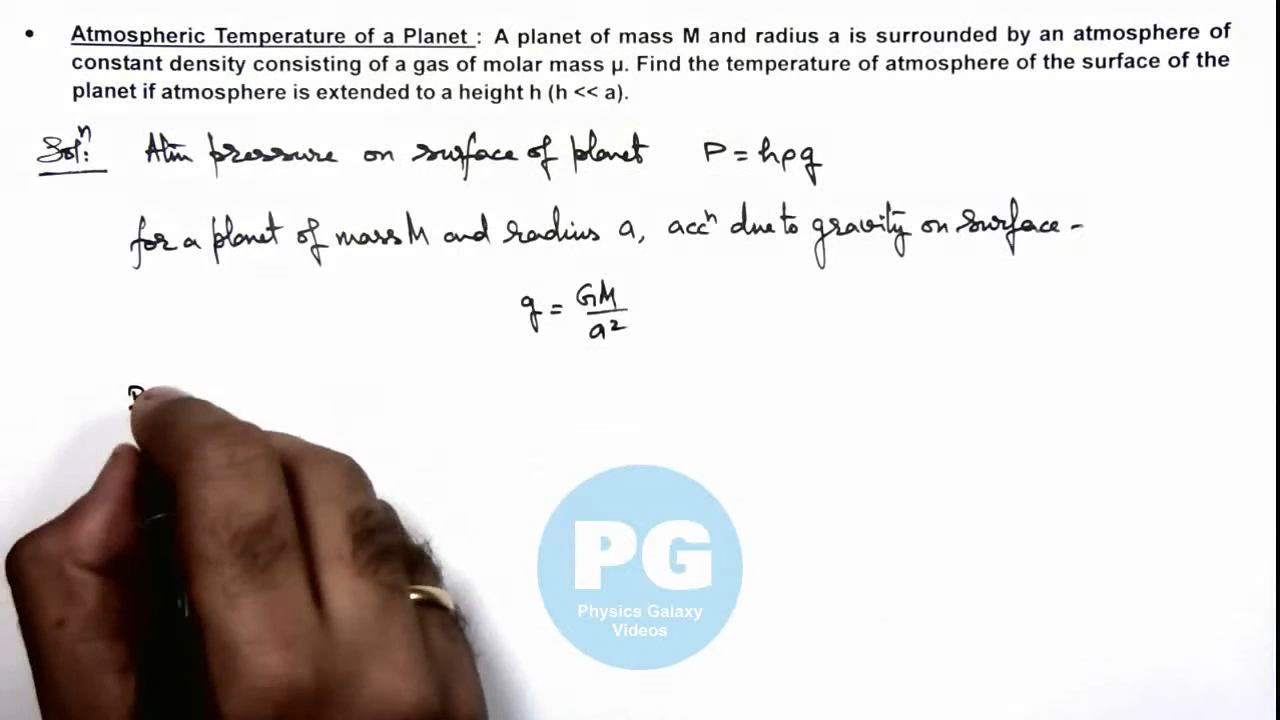 • Atmospheric Temperature of a Planet : A planet of mass M and radius a is surrounded by an atmosphere of
constant density consisting of a gas of molar mass μ. Find the temperature of atmosphere of the surface of the
planet if atmosphere is extended to a height h (h << a).
Solⁿ: Atm pressure on surface of planet P = hρg
for a planet of mass M and radius a, accⁿ due to gravity on surface -
g = GM/a²
P
PG
Physics Galaxy
Videos